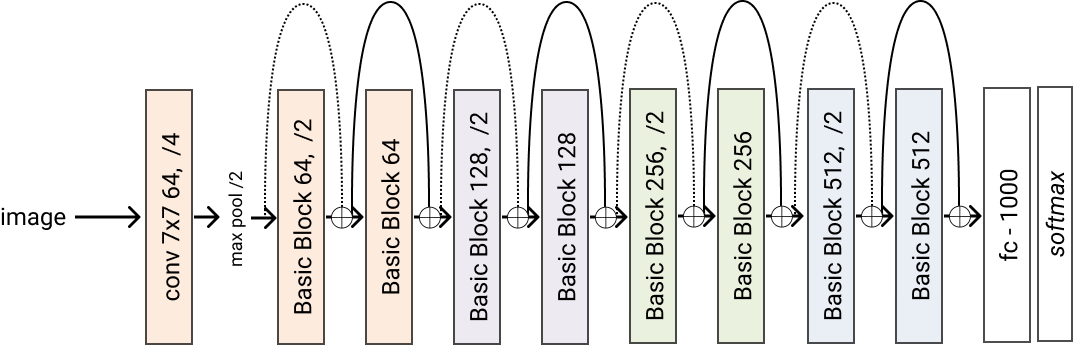 image
conv 7x7 64, /4
max pool /2
Basic Block 64, /2
Basic Block 64
Basic Block 128, /2
Basic Block 128
Basic Block 256, /2
Basic Block 256
Basic Block 512, /2
Basic Block 512
fc - 1000
softmax